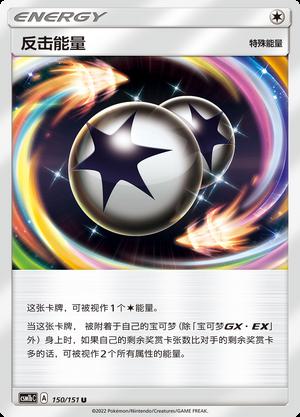 ENERGY
反击能量
特殊能量
这张卡牌，可被视作1个能量。
当这张卡牌，被附着于自己的宝可梦（除「宝可梦GX・EX」
外）身上时，如果自己的剩余奖赏卡张数比对手的剩余奖赏卡张数多，
则可被视作2个所有属性的能量。
CSM1bC A 150/151 U
©2022 Pokémon/Nintendo/Creatures/GAME FREAK.